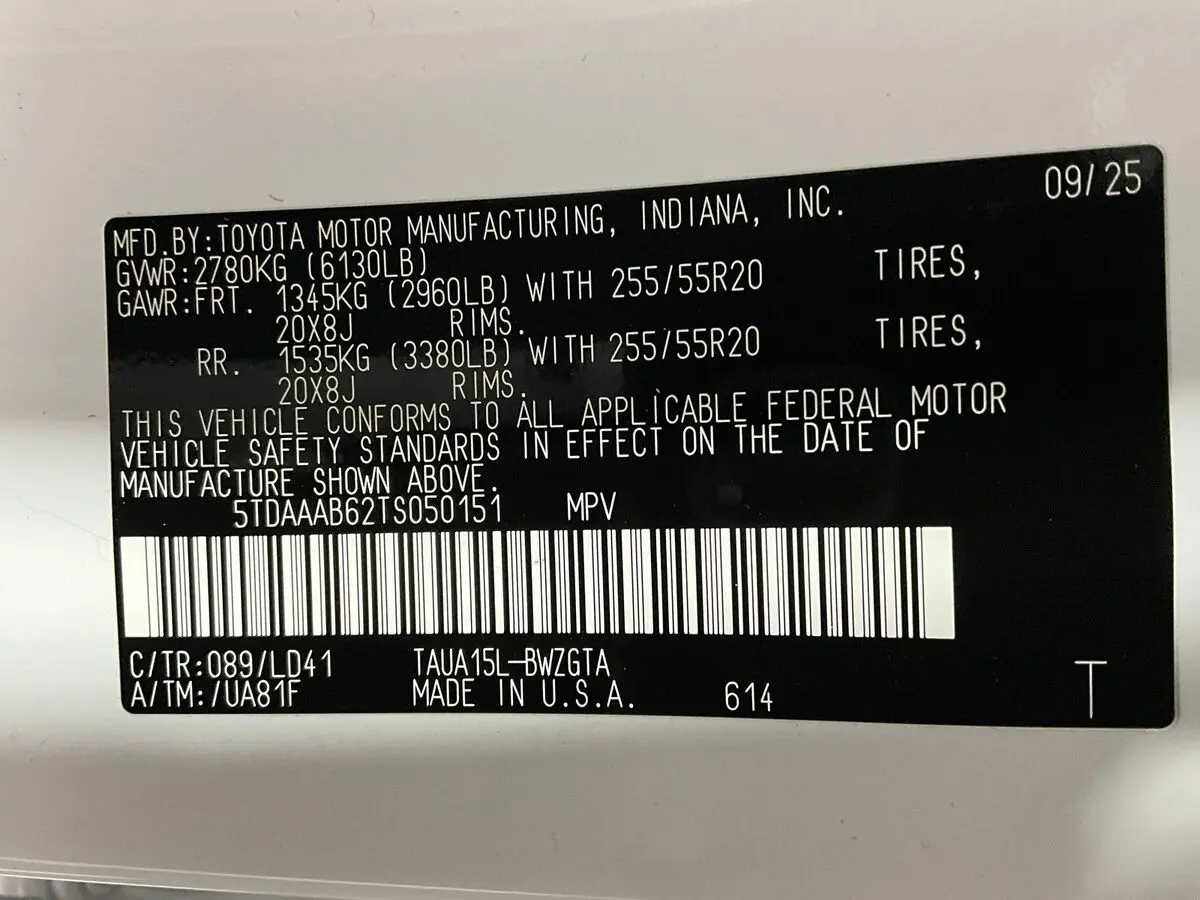 09/25
MFD.BY:TOYOTA MOTOR MANUFACTURING, INDIANA, INC.
GVWR:2780KG (6130LB)
GAWR:FRT. 1345KG (2960LB) WITH 255/55R20 TIRES,
20X8J RIMS.
RR. 1535KG (3380LB) WITH 255/55R20 TIRES,
20X8J RIMS.
THIS VEHICLE CONFORMS TO ALL APPLICABLE FEDERAL MOTOR
VEHICLE SAFETY STANDARDS IN EFFECT ON THE DATE OF
MANUFACTURE SHOWN ABOVE.
5TDAAAB62TS050151 MPV
C/TR:089/LD41 TAUA15L-BWZGTA
A/TM:/UA81F MADE IN U.S.A. 614
T